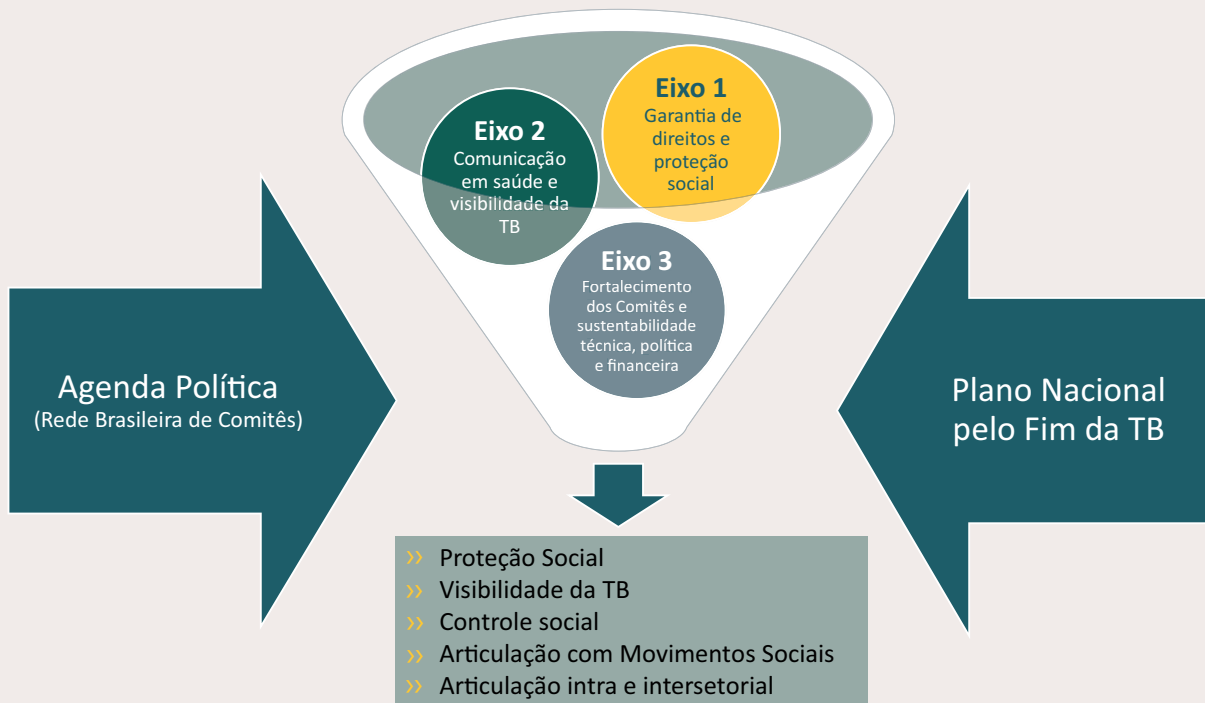 Eixo 1
Garantia de
direitos e
proteção
social
Eixo 2
Comunicação
em saúde e
visibilidade da
TB
Eixo 3
Fortalecimento
dos Comitês e
sustentabilidade
técnica, política
e financeira
Agenda Política
(Rede Brasileira de Comitês)
Plano Nacional
pelo Fim da TB
Proteção Social
Visibilidade da TB
Controle social
Articulação com Movimentos Sociais
Articulação intra e intersetorial